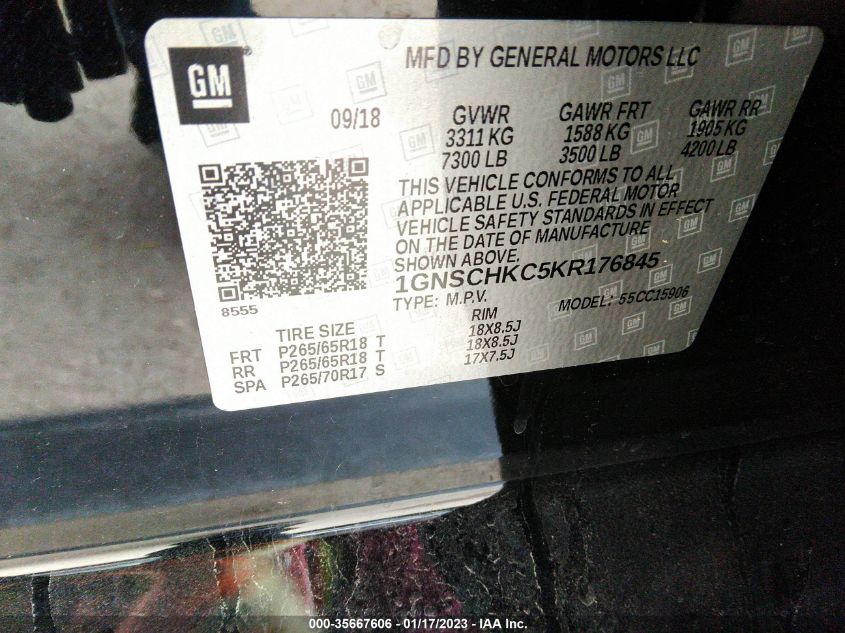 GM
MFD BY GENERAL MOTORS LLC
09/18
GVWR GAWR FRT GAWR RR
3311 KG 1588 KG 1905 KG
7300 LB 3500 LB 4200 LB
THIS VEHICLE CONFORMS TO ALL
APPLICABLE U.S. FEDERAL MOTOR
VEHICLE SAFETY STANDARDS IN EFFECT
ON THE DATE OF MANUFACTURE
SHOWN ABOVE.
1GNSCHKC5KR176845
TYPE: M.P.V. MODEL: 55CC15906
8555
TIRE SIZE RIM
FRT P265/65R18 T 18X8.5J
RR P265/65R18 T 18X8.5J
SPA P265/70R17 S 17X7.5J
000-35667606 - 01/17/2023 - IAA Inc.